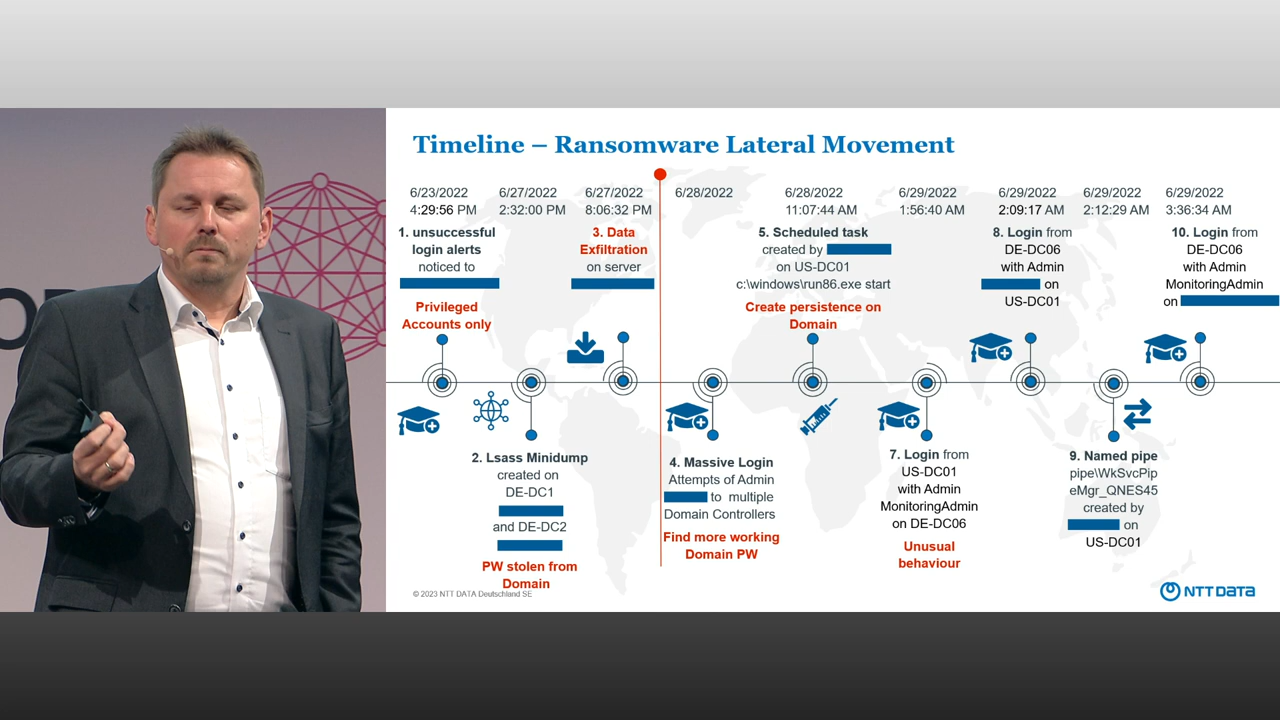 Timeline – Ransomware Lateral Movement
6/23/2022
4:29:56 PM
1. unsuccessful
login alerts
noticed to
Privileged
Accounts only
6/27/2022
2:32:00 PM
2. Lsass Minidump
created on
DE-DC1
and DE-DC2
PW stolen from
Domain
6/27/2022
8:06:32 PM
3. Data
Exfiltration
on server
6/28/2022
4. Massive Login
Attempts of Admin
to multiple
Domain Controllers
Find more working
Domain PW
6/28/2022
11:07:44 AM
5. Scheduled task
created by
on US-DC01
c:\windows\run86.exe start
Create persistence on
Domain
6/29/2022
1:56:40 AM
7. Login from
US-DC01
with Admin
MonitoringAdmin
on DE-DC06
Unusual
behaviour
6/29/2022
2:09:17 AM
8. Login from
DE-DC06
with Admin
on
US-DC01
6/29/2022
2:12:29 AM
9. Named pipe
pipe\WkSvcPip
eMgr_QNES45
created by
on
US-DC01
6/29/2022
3:36:34 AM
10. Login from
DE-DC06
with Admin
MonitoringAdmin
on
© 2023 NTT DATA Deutschland SE
NTT DATA